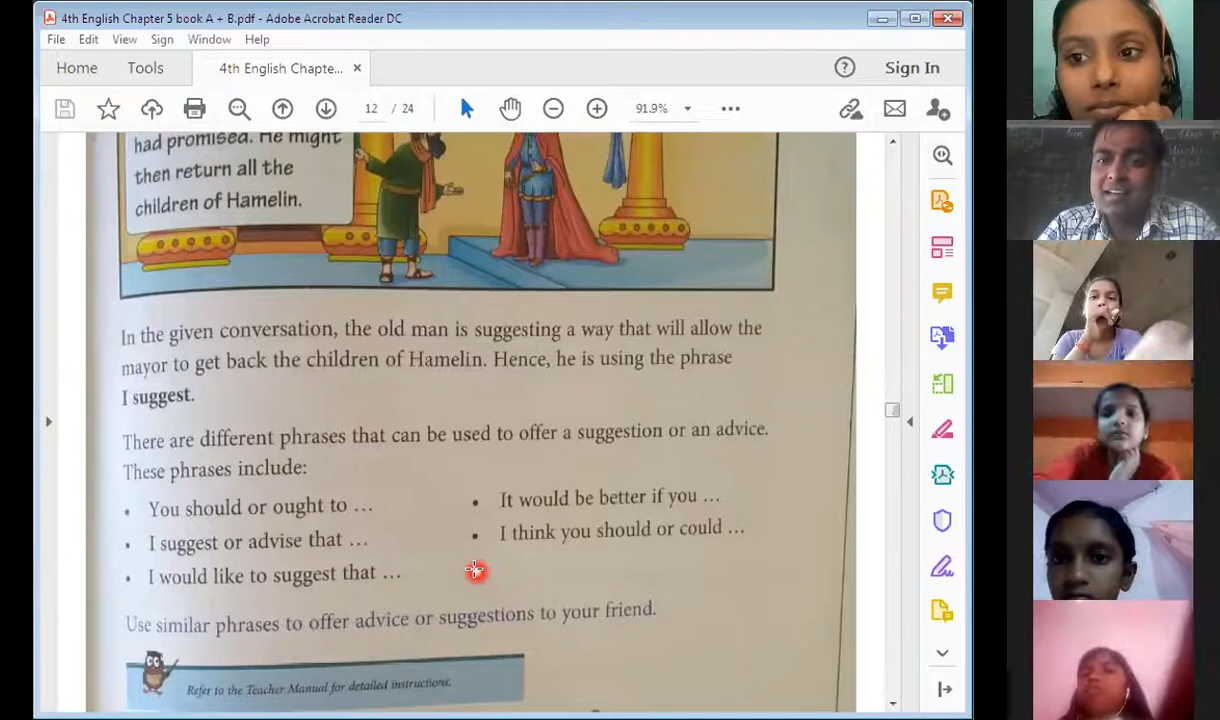 4th English Chapter 5 book A + B.pdf - Adobe Acrobat Reader DC
File Edit View Sign Window Help
Home Tools 4th English Chapte... × Sign In
12 / 24 91.9%
had promised. He might
then return all the
children of Hamelin.
In the given conversation, the old man is suggesting a way that will allow the
mayor to get back the children of Hamelin. Hence, he is using the phrase
I suggest.
There are different phrases that can be used to offer a suggestion or an advice.
These phrases include:
• You should or ought to …
• I suggest or advise that …
• I would like to suggest that …
• It would be better if you …
• I think you should or could …
Use similar phrases to offer advice or suggestions to your friend.
Refer to the Teacher Manual for detailed instructions.